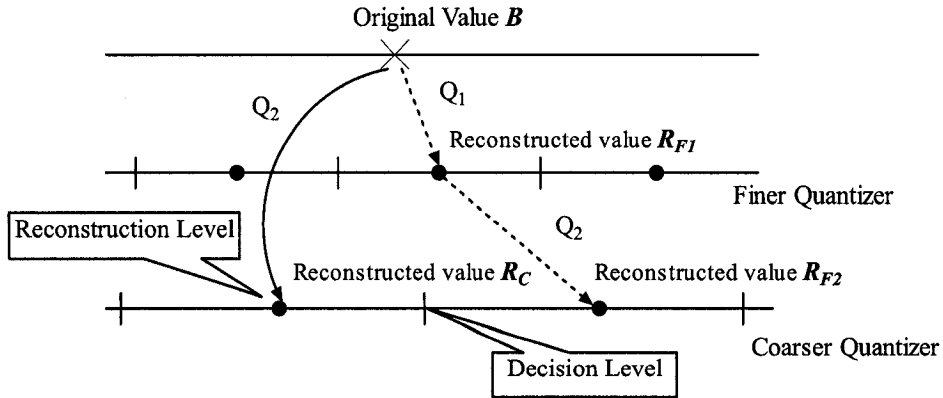 Original Value B
Q2
Q1
Reconstructed value RF1
Finer Quantizer
Reconstruction Level
Q2
Reconstructed value RC
Reconstructed value RF2
Coarser Quantizer
Decision Level